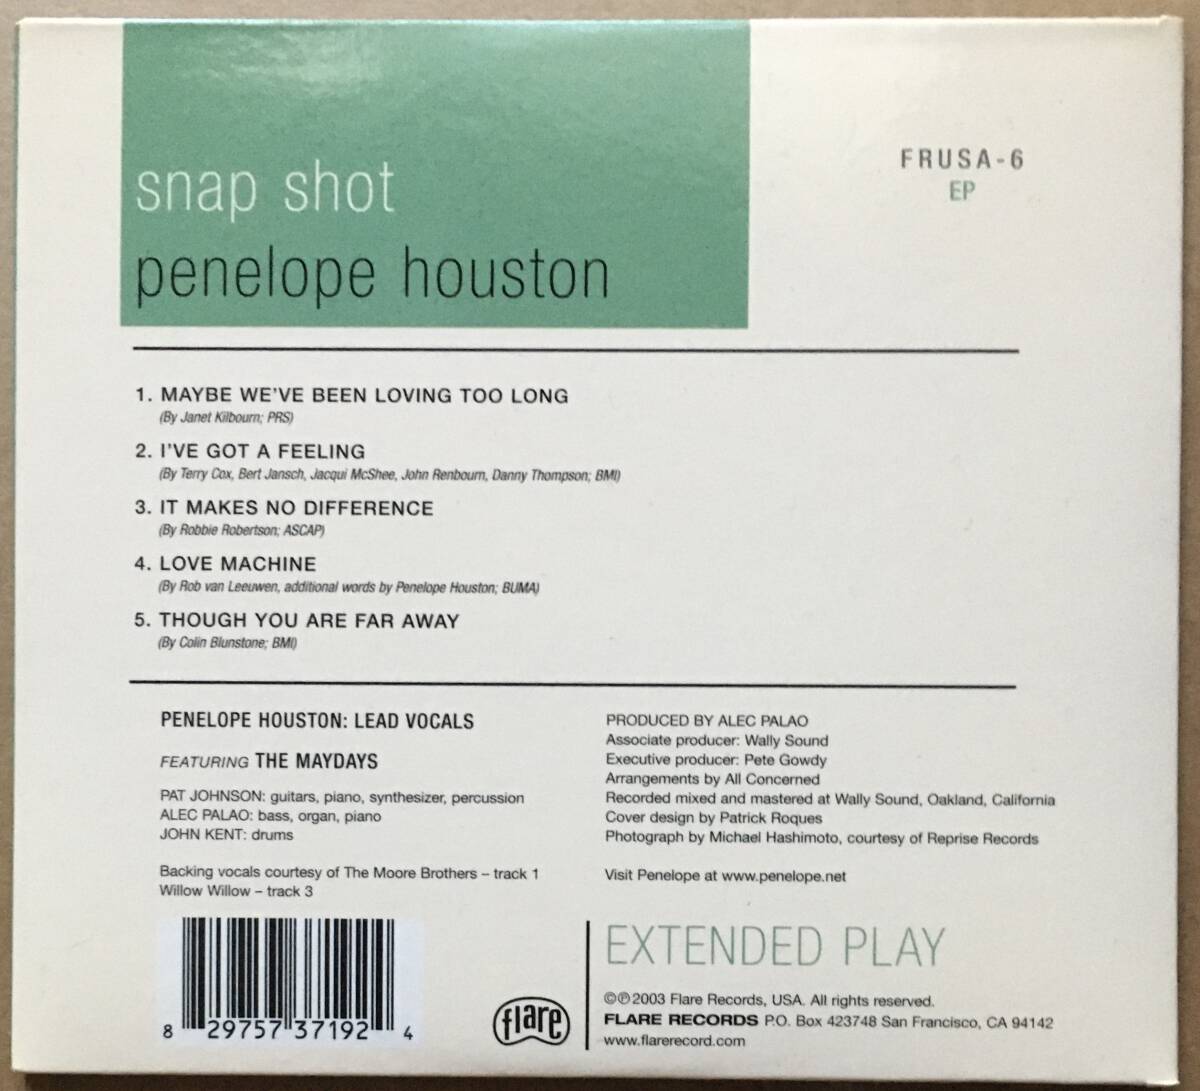 snap shot
penelope houston
FRUSA-6
EP
1. MAYBE WE'VE BEEN LOVING TOO LONG
(By Janet Kilbourn; PRS)
2. I'VE GOT A FEELING
(By Terry Cox, Bert Jansch, Jacqui McShee, John Renbourn, Danny Thompson; BMI)
3. IT MAKES NO DIFFERENCE
(By Robbie Robertson; ASCAP)
4. LOVE MACHINE
(By Rob van Leeuwen, additional words by Penelope Houston; BUMA)
5. THOUGH YOU ARE FAR AWAY
(By Colin Blunstone; BMI)
PENELOPE HOUSTON: LEAD VOCALS
FEATURING THE MAYDAYS
PAT JOHNSON: guitars, piano, synthesizer, percussion
ALEC PALAO: bass, organ, piano
JOHN KENT: drums
Backing vocals courtesy of The Moore Brothers – track 1
Willow Willow – track 3
PRODUCED BY ALEC PALAO
Associate producer: Wally Sound
Executive producer: Pete Gowdy
Arrangements by All Concerned
Recorded mixed and mastered at Wally Sound, Oakland, California
Cover design by Patrick Roques
Photograph by Michael Hashimoto, courtesy of Reprise Records
Visit Penelope at www.penelope.net
8 29757 37192 4
flare
EXTENDED PLAY
©℗2003 Flare Records, USA. All rights reserved.
FLARE RECORDS P.O. Box 423748 San Francisco, CA 94142
www.flarerecord.com